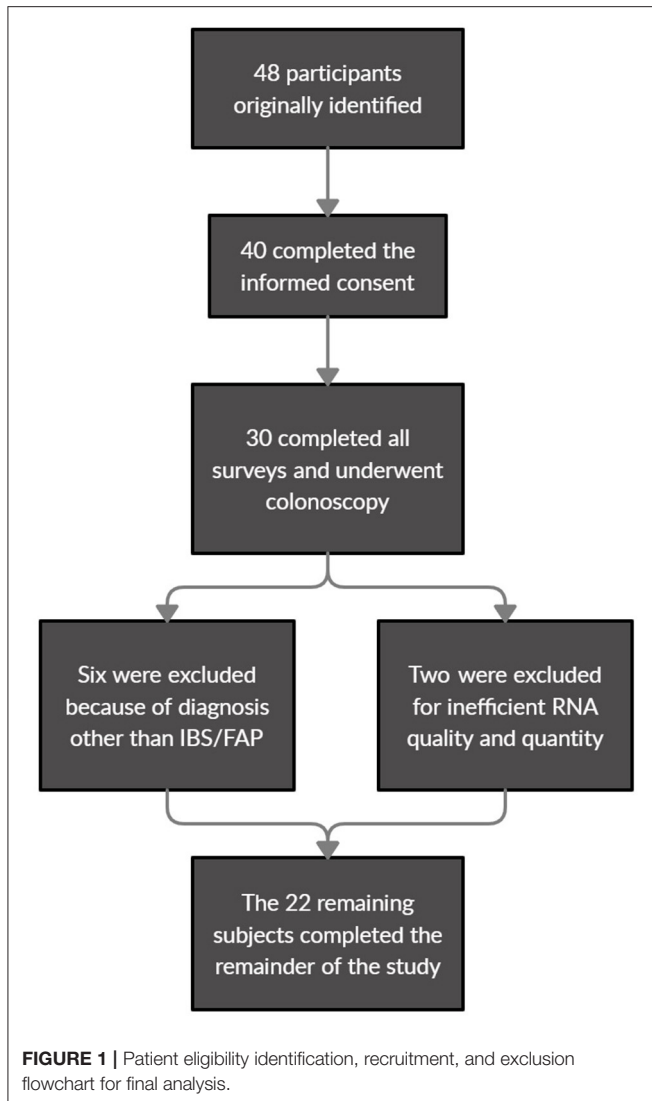 48 participants
originally identified
40 completed the
informed consent
30 completed all
surveys and underwent
colonoscopy
Six were excluded
because of diagnosis
other than IBS/FAP
Two were excluded
for inefficient RNA
quality and quantity
The 22 remaining
subjects completed the
remainder of the study
FIGURE 1 | Patient eligibility identification, recruitment, and exclusion
flowchart for final analysis.